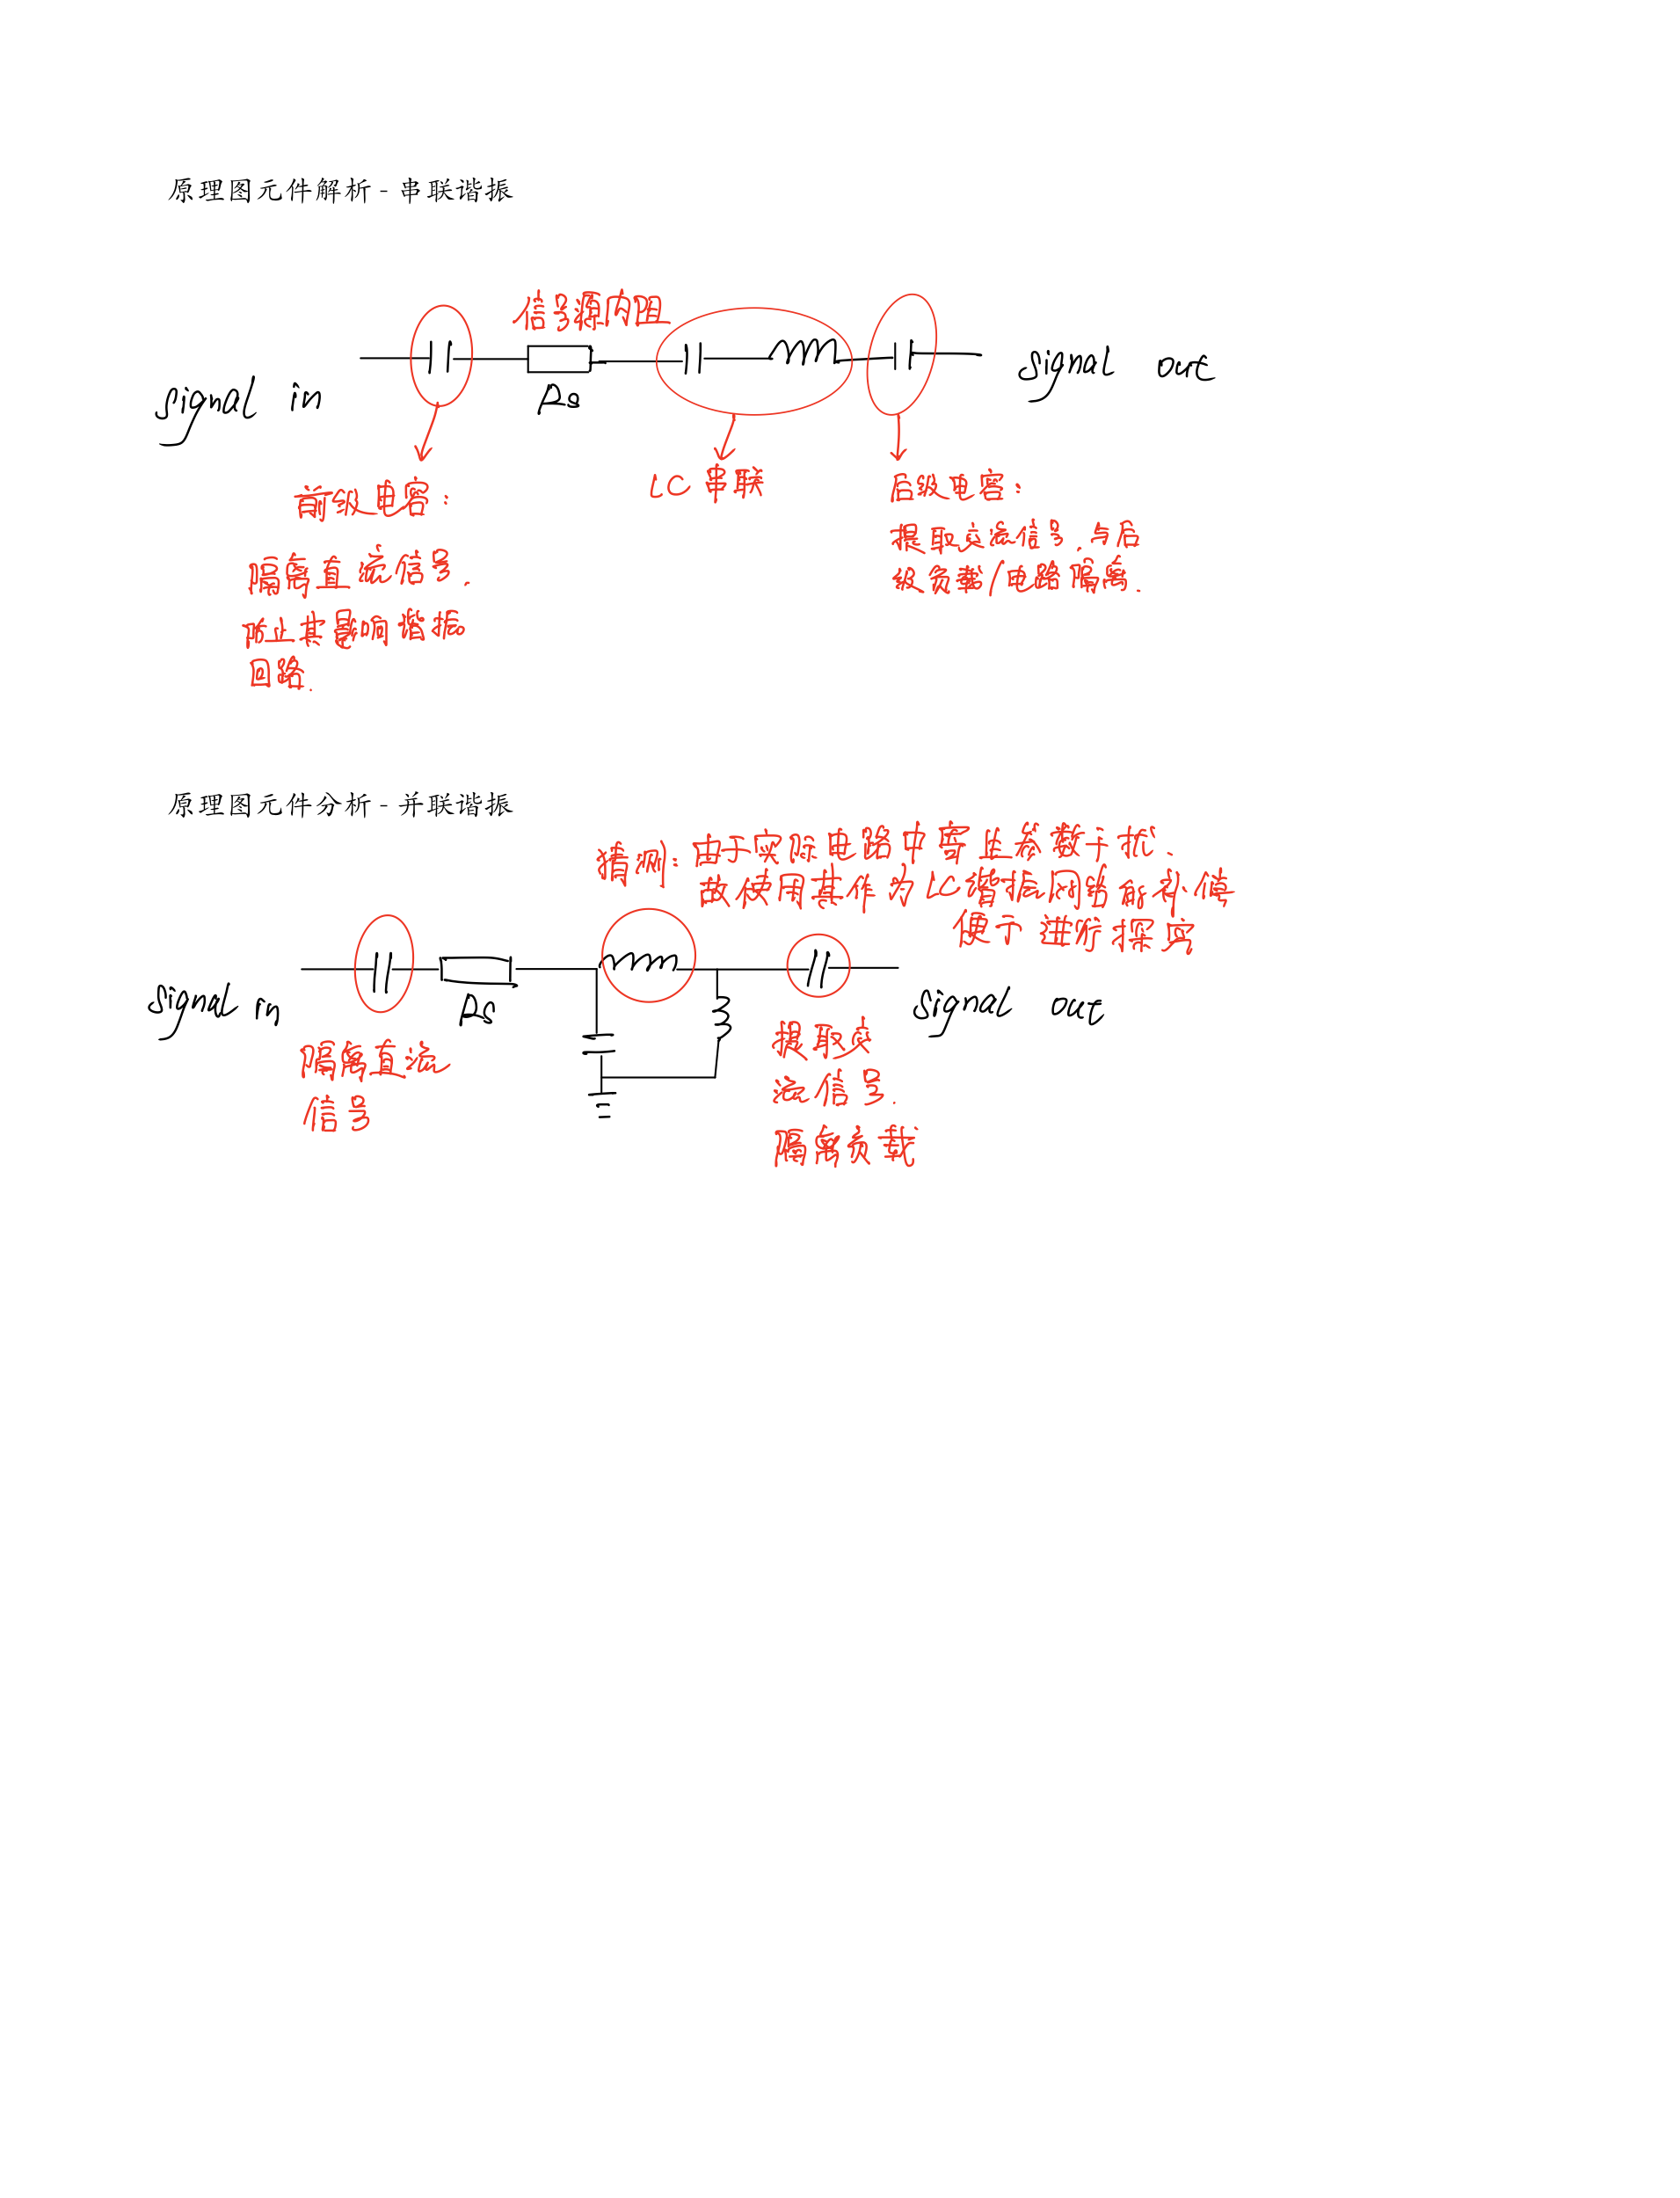 原理图元件解析 - 串联谐振
信号源内阻
signal in
Rs
signal out
LC 串联
前级电容：
隔离直流信号.
防止其影响谐振
回路.
后级电容：
提取交流信号.与后
级负载/电路隔离.
原理图元件分析 - 并联谐振
猜测：由于实际电路中寄生参数干扰.
故使用其作为LC谐振网络的补偿
便于进行探究
signal in
Rs
signal out
隔离直流
信号
提取交
流信号.
隔离负载